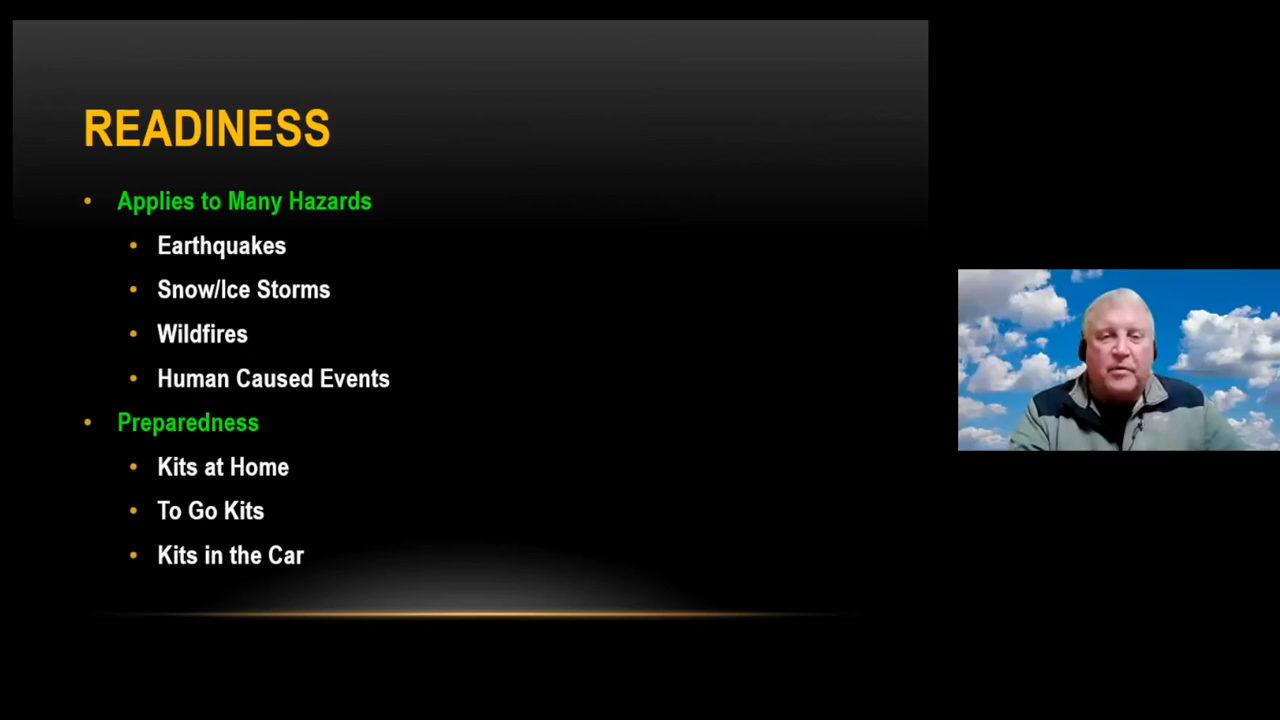 READINESS
Applies to Many Hazards
Earthquakes
Snow/Ice Storms
Wildfires
Human Caused Events
Preparedness
Kits at Home
To Go Kits
Kits in the Car